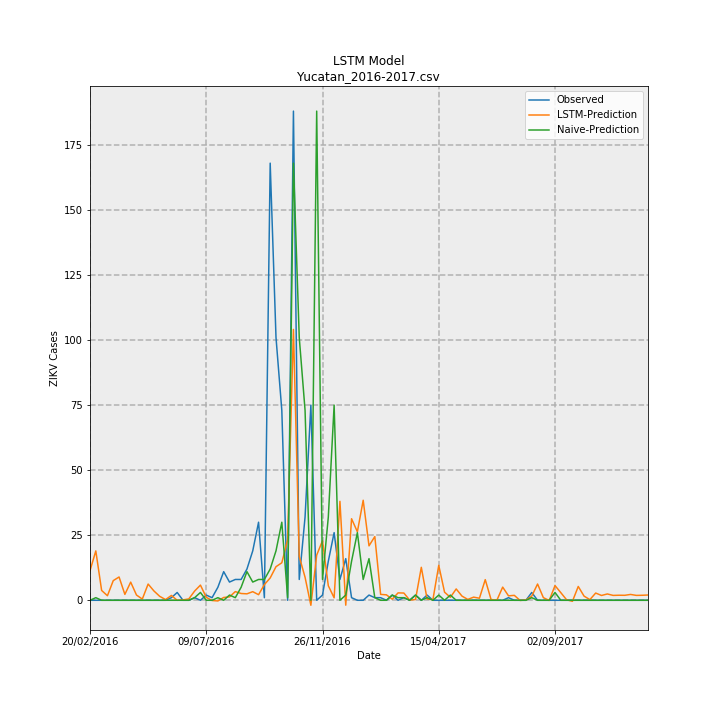 LSTM Model
Yucatan_2016-2017.csv
Observed
LSTM-Prediction
Naive-Prediction
175
150
125
100
75
50
25
0
ZIKV Cases
20/02/2016 09/07/2016 26/11/2016 15/04/2017 02/09/2017
Date